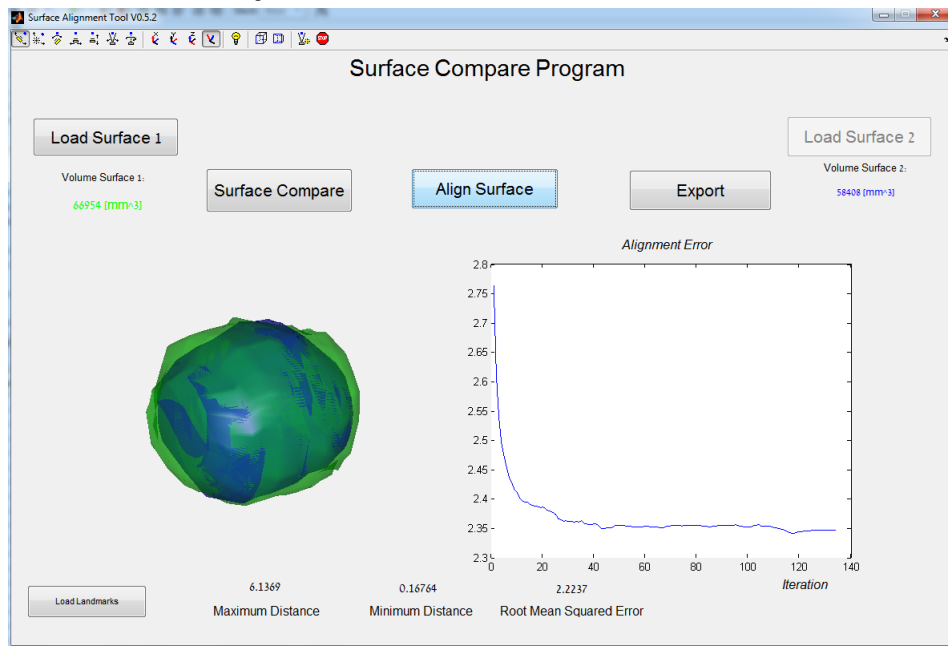 Surface Alignment Tool V0.5.2
STOP
Surface Compare Program
Load Surface 1
Load Surface 2
Volume Surface 1:
66954 [mm^3]
Surface Compare
Align Surface
Export
Volume Surface 2:
58408 [mm^3]
Alignment Error
2.8
2.75
2.7
2.65
2.6
2.55
2.5
2.45
2.4
2.35
2.3
0 20 40 60 80 100 120 140
Iteration
Load Landmarks
6.1369
Maximum Distance
0.16764
Minimum Distance
2.2237
Root Mean Squared Error